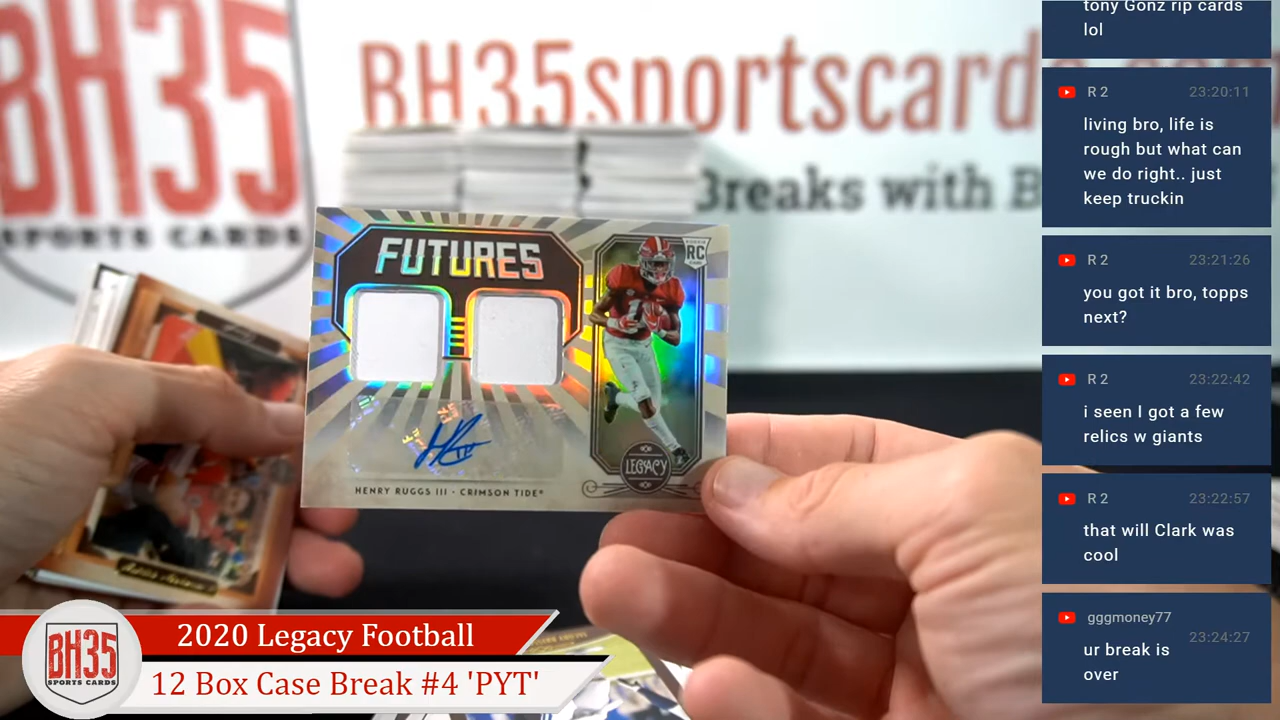 BH35
SPORTS CARDS
BH35sportscards
Breaks with B
FUTURES
RC
LEGACY
HENRY RUGGS III • CRIMSON TIDE®
2020 Legacy Football
12 Box Case Break #4 'PYT'
BH35
SPORTS CARDS
tony Gonz rip cards
lol
R 2 23:20:11
living bro, life is
rough but what can
we do right.. just
keep truckin
R 2 23:21:26
you got it bro, topps
next?
R 2 23:22:42
i seen I got a few
relics w giants
R 2 23:22:57
that will Clark was
cool
gggmoney77 23:24:27
ur break is
over